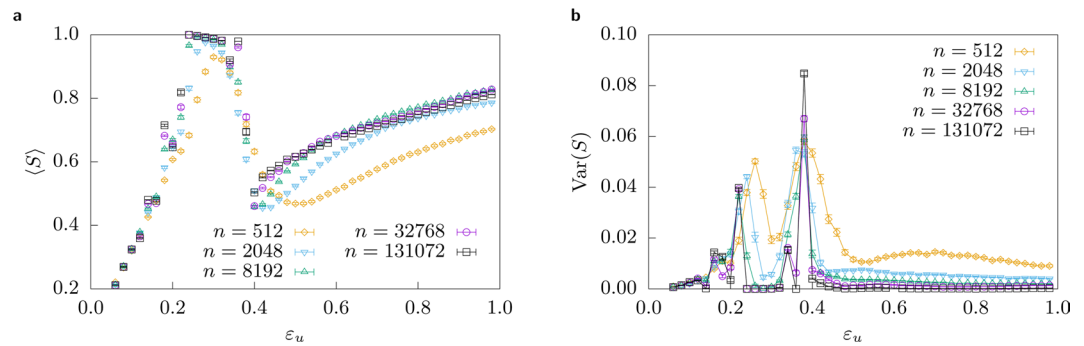 a
1.0
0.8
0.6
0.4
0.2
0.0 0.2 0.4 0.6 0.8 1.0
⟨S⟩
ε_u
n = 512
n = 2048
n = 8192
n = 32768
n = 131072
b
0.10
0.08
0.06
0.04
0.02
0.00
0.0 0.2 0.4 0.6 0.8 1.0
Var(S)
ε_u
n = 512
n = 2048
n = 8192
n = 32768
n = 131072